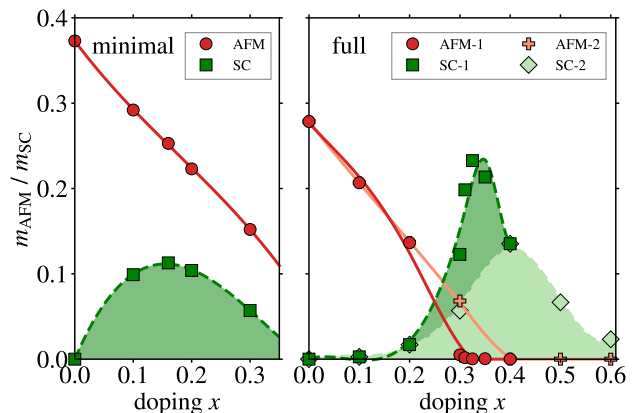 minimal
AFM
SC
full
AFM-1
SC-1
AFM-2
SC-2
m_AFM / m_SC
0.4
0.3
0.2
0.1
0.0
0.0 0.1 0.2 0.3
0.0 0.1 0.2 0.3 0.4 0.5 0.6
doping x
doping x